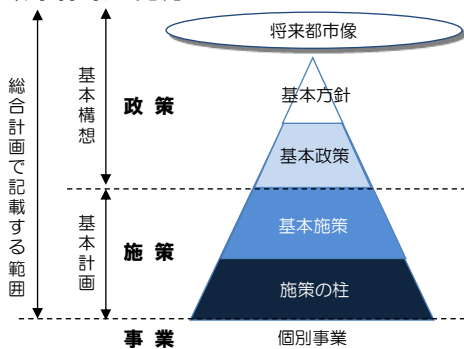 将来都市像
総合計画で記載する範囲
基本構想
政策
基本方針
基本政策
基本計画
施策
基本施策
施策の柱
事業
個別事業